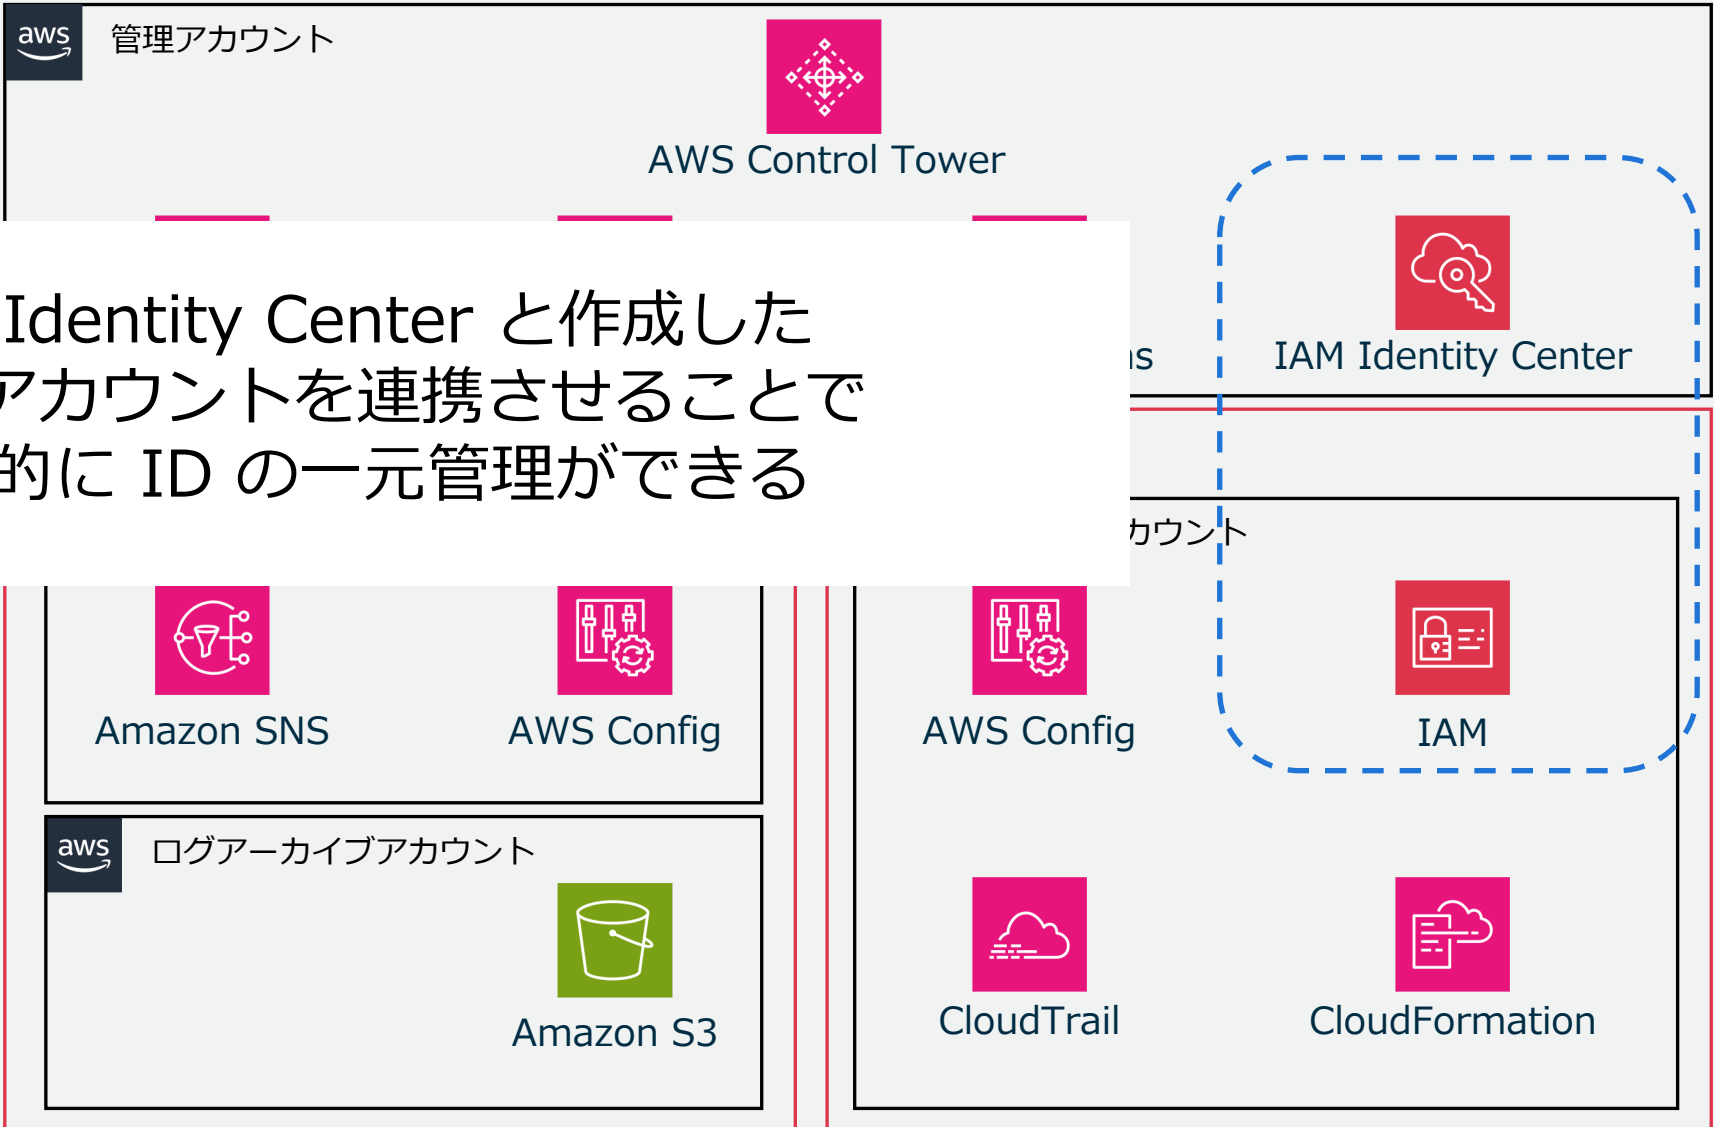 aws
管理アカウント
AWS Control Tower
Identity Center と作成した
アカウントを連携させることで
的に ID の一元管理ができる
IAM Identity Center
カウント
Amazon SNS
AWS Config
AWS Config
IAM
aws
ログアーカイブアカウント
Amazon S3
CloudTrail
CloudFormation